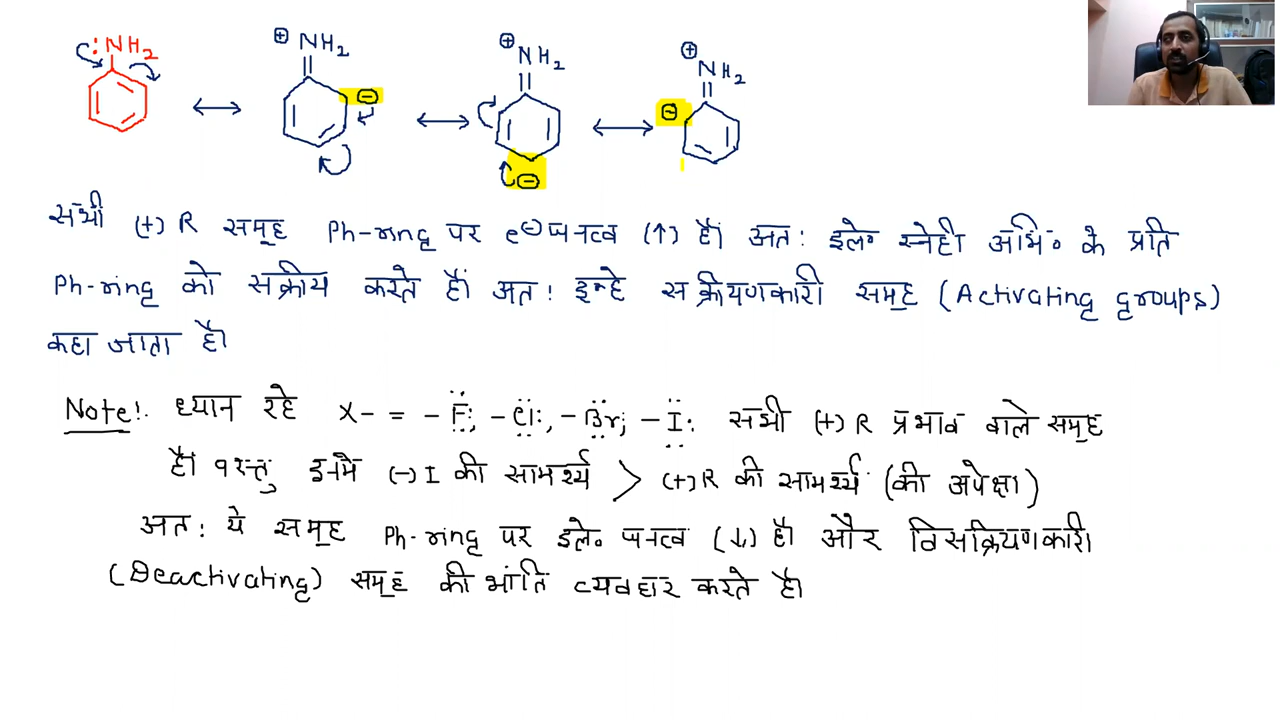 :NH2 ⊕NH2 ⊕NH2 ⊕NH2
⊖ ⊖ ⊖
सभी (+) R समूह Ph-ring पर e⊖ घनत्व (↑) है। अत: इले० स्नेही अभि० के प्रति
Ph-ring को सक्रीय करते है। अत: इन्हे सक्रियणकारी समूह (Activating groups)
कहा जाता है।
Note!. ध्यान रहे X- = -F:, -Cl:, -Br; -I: सभी (+) R प्रभाव वाले समूह
है। परन्तु इनमे (-) I की सामर्थ्य > (+) R की सामर्थ्य (की अपेक्षा)
अत: ये समूह Ph-ring पर इले० घनत्व (↓) है। और विसक्रियणकारी
(Deactivating) समूह की भांति व्यवहार करते है।